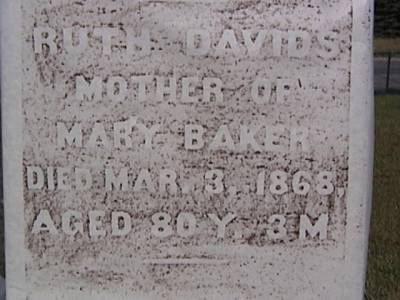 RUTH DAVIDS
MOTHER OF
MARY BAKER
DIED MAR. 3, 1868,
AGED 80 Y. 3 M